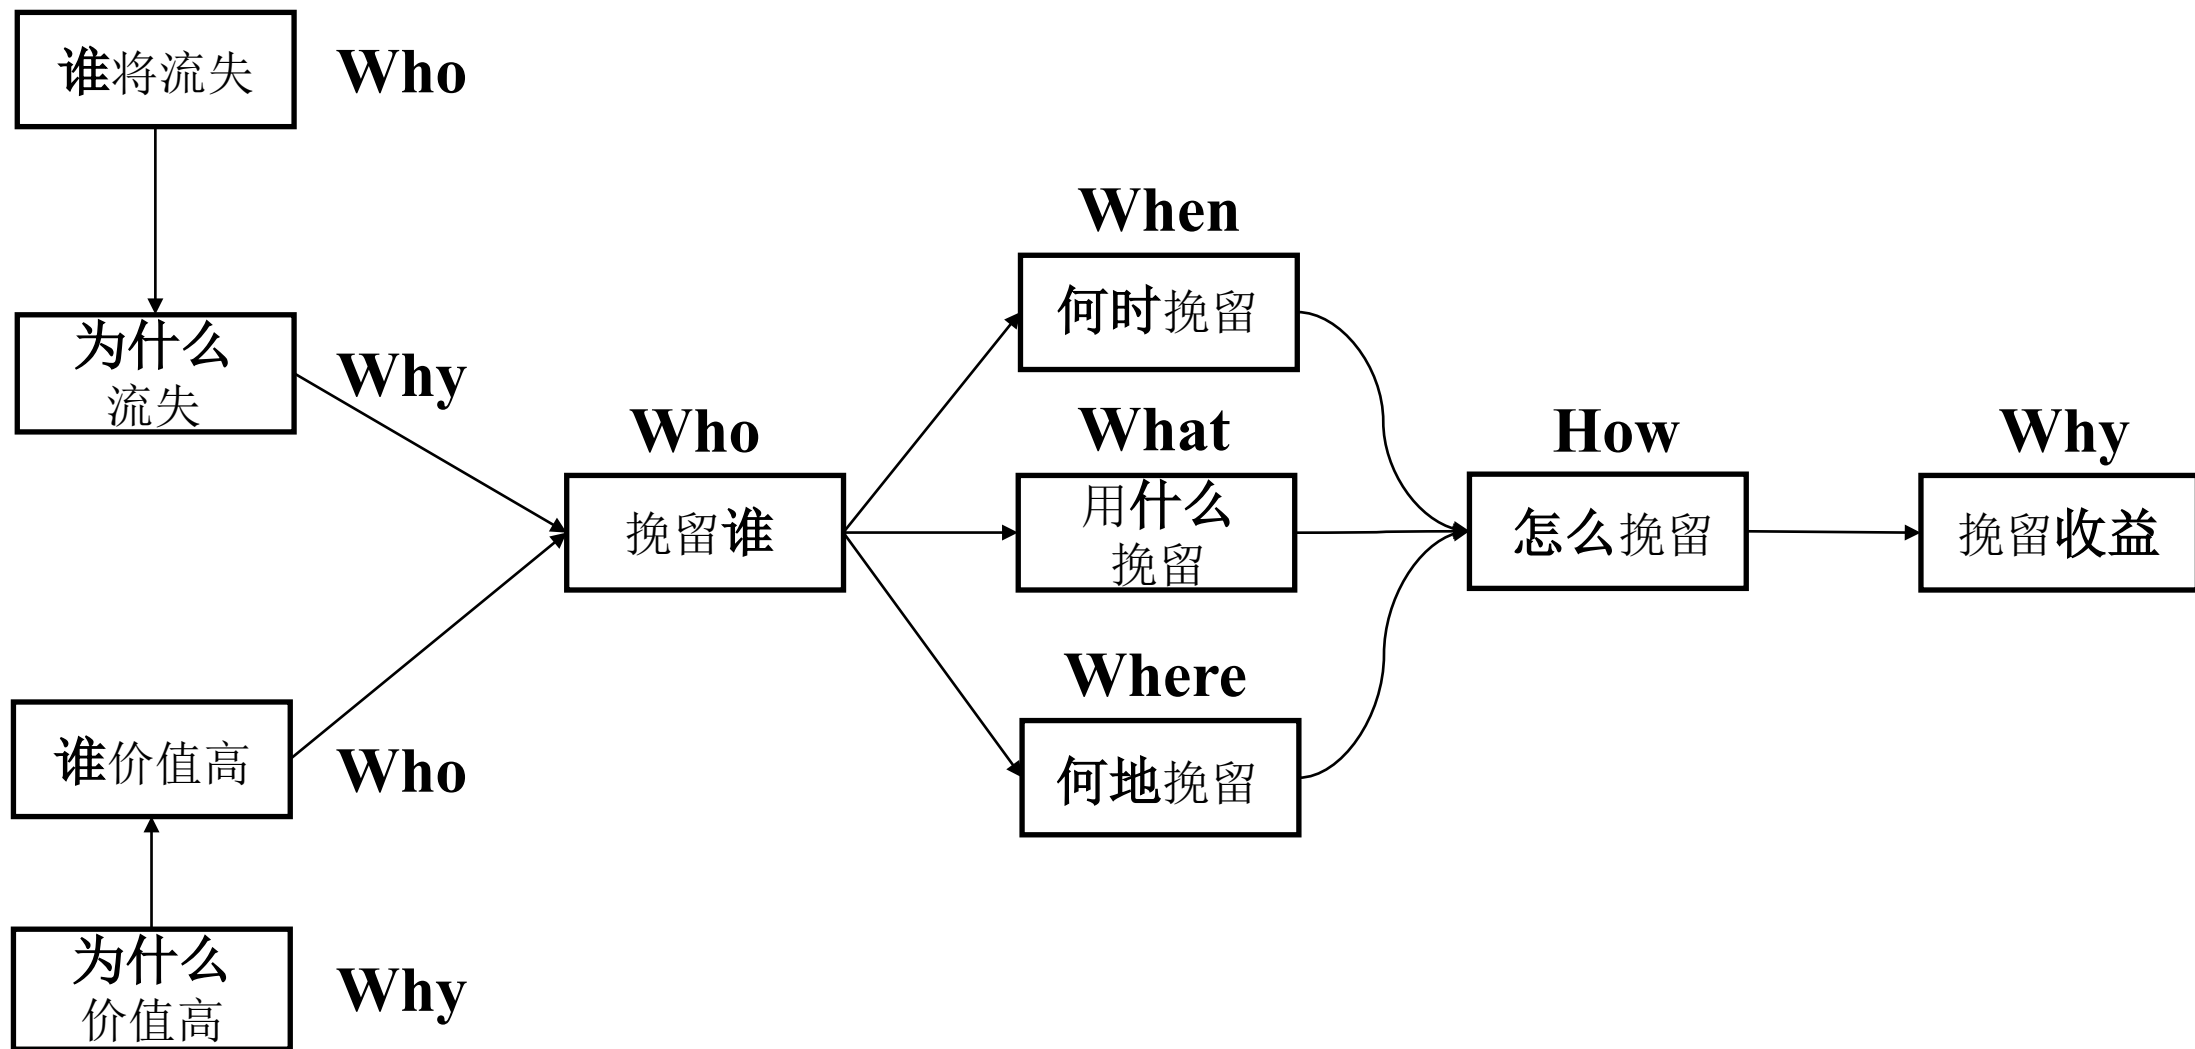 谁将流失
Who
为什么
流失
Why
谁价值高
Who
为什么
价值高
Why
Who
挽留谁
When
何时挽留
What
用什么
挽留
Where
何地挽留
How
怎么挽留
Why
挽留收益